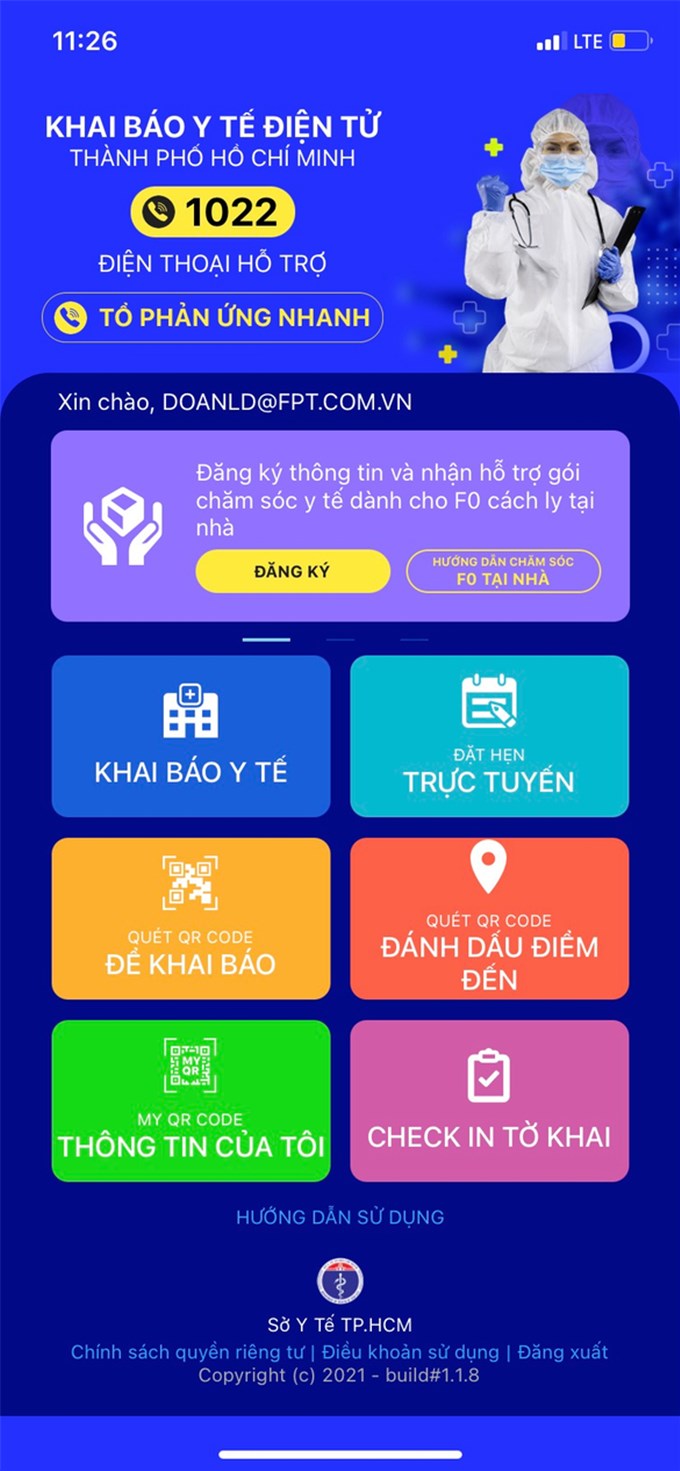 11:26
LTE
KHAI BÁO Y TẾ ĐIỆN TỬ
THÀNH PHỐ HỒ CHÍ MINH
1022
ĐIỆN THOẠI HỖ TRỢ
TỔ PHẢN ỨNG NHANH
Xin chào, DOANLD@FPT.COM.VN
Đăng ký thông tin và nhận hỗ trợ gói
chăm sóc y tế dành cho F0 cách ly tại
nhà
ĐĂNG KÝ
HƯỚNG DẪN CHĂM SÓC
F0 TẠI NHÀ
KHAI BÁO Y TẾ
ĐẶT HẸN
TRỰC TUYẾN
QUÉT QR CODE
ĐỂ KHAI BÁO
QUÉT QR CODE
ĐÁNH DẤU ĐIỂM
ĐẾN
MY
QR
MY QR CODE
THÔNG TIN CỦA TÔI
CHECK IN TỜ KHAI
HƯỚNG DẪN SỬ DỤNG
Sở Y Tế TP.HCM
Chính sách quyền riêng tư | Điều khoản sử dụng | Đăng xuất
Copyright (c) 2021 - build#1.1.8